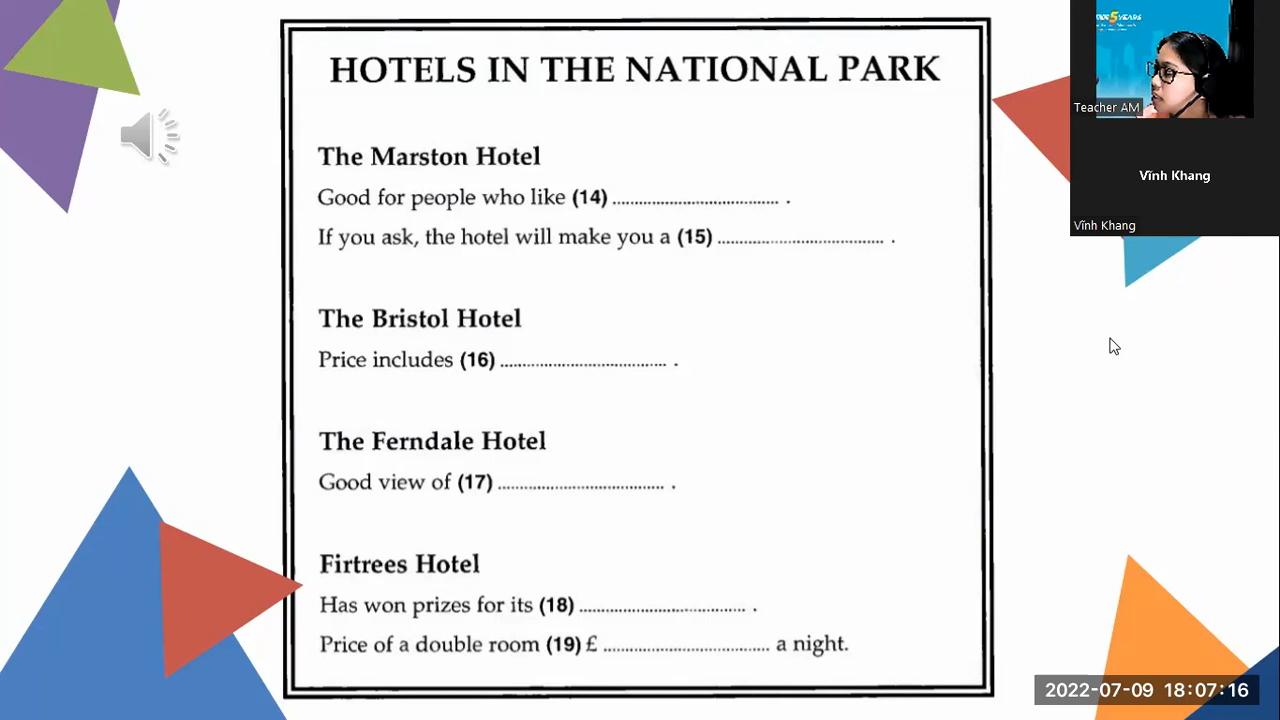 HOTELS IN THE NATIONAL PARK
The Marston Hotel
Good for people who like (14) ........................................ .
If you ask, the hotel will make you a (15) ........................................ .
The Bristol Hotel
Price includes (16) ........................................ .
The Ferndale Hotel
Good view of (17) ........................................ .
Firtrees Hotel
Has won prizes for its (18) ........................................ .
Price of a double room (19) £ ........................................ a night.
5 YEARS
Teacher AM
Vĩnh Khang
Vĩnh Khang
2022-07-09 18:07:16